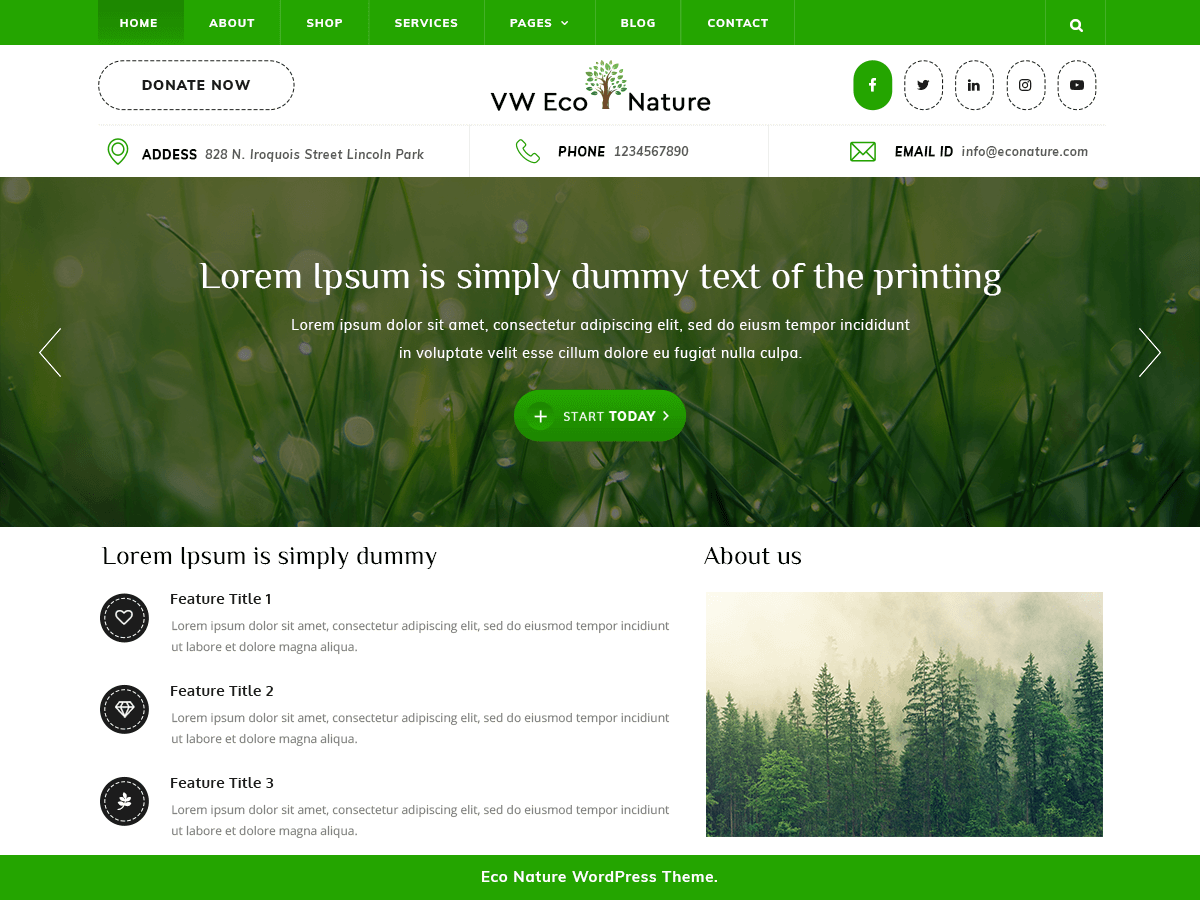 HOME ABOUT SHOP SERVICES PAGES BLOG CONTACT
DONATE NOW
VW Eco Nature
ADDESS 828 N. Iroquois Street Lincoln Park
PHONE 1234567890
EMAIL ID info@econature.com
Lorem Ipsum is simply dummy text of the printing
Lorem ipsum dolor sit amet, consectetur adipiscing elit, sed do eiusm tempor incididunt
in voluptate velit esse cillum dolore eu fugiat nulla culpa.
START TODAY
Lorem Ipsum is simply dummy
Feature Title 1
Lorem ipsum dolor sit amet, consectetur adipiscing elit, sed do eiusmod tempor incidiunt
ut labore et dolore magna aliqua.
Feature Title 2
Lorem ipsum dolor sit amet, consectetur adipiscing elit, sed do eiusmod tempor incidiunt
ut labore et dolore magna aliqua.
Feature Title 3
Lorem ipsum dolor sit amet, consectetur adipiscing elit, sed do eiusmod tempor incidiunt
ut labore et dolore magna aliqua.
About us
Eco Nature WordPress Theme.